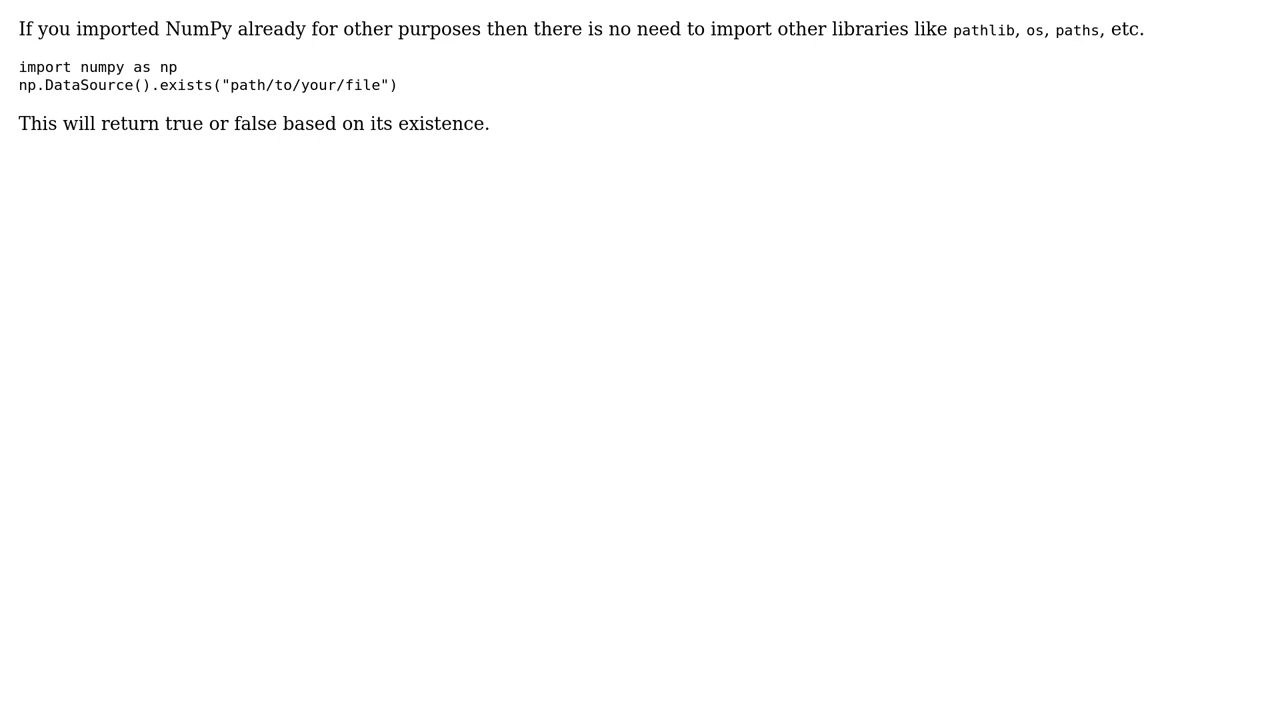 If you imported NumPy already for other purposes then there is no need to import other libraries like pathlib, os, paths, etc.
import numpy as np
np.DataSource().exists("path/to/your/file")
This will return true or false based on its existence.